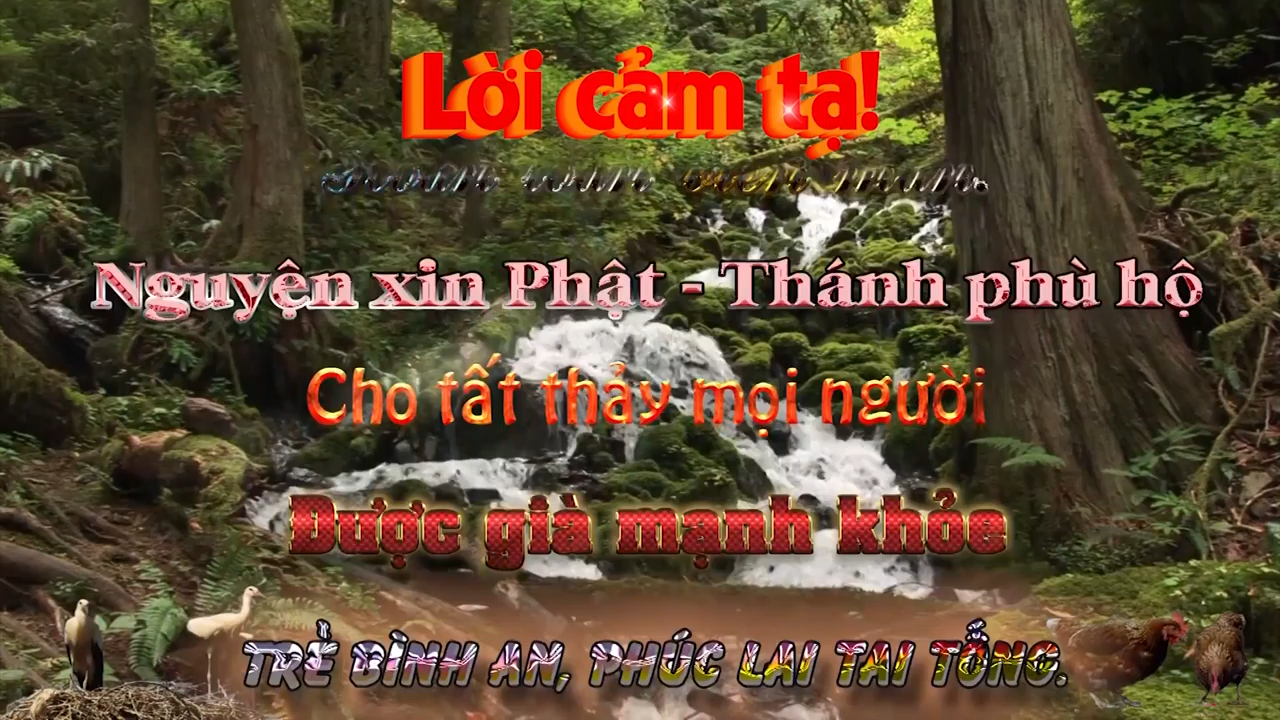 Lời cảm tạ!
Nguyện xin Phật - Thánh phù hộ
Cho tất thảy mọi người
Được già mạnh khỏe
TRẺ BÌNH AN, PHÚC LAI TAI TỐNG.